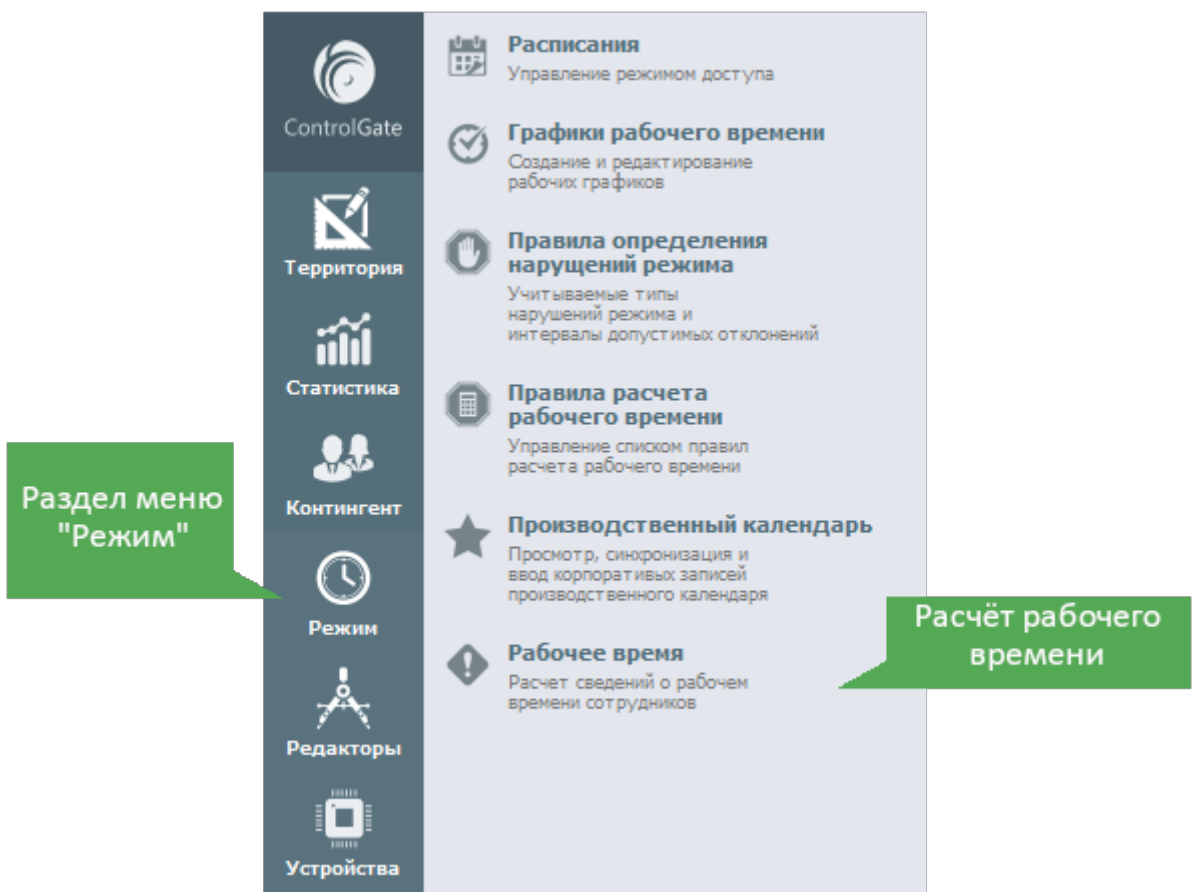 ControlGate
Территория
Статистика
Контингент
Режим
Редакторы
Устройства
Расписания
Управление режимом доступа
Графики рабочего времени
Создание и редактирование
рабочих графиков
Правила определения
нарущений режима
Учитываемые типы
нарушений режима и
интервалы допустимых отклонений
Правила расчета
рабочего времени
Управление списком правил
расчета рабочего времени
Производственный календарь
Просмотр, синхронизация и
ввод корпоративных записей
производственного календаря
Рабочее время
Расчет сведений о рабочем
времени сотрудников
Раздел меню
"Режим"
Расчёт рабочего
времени